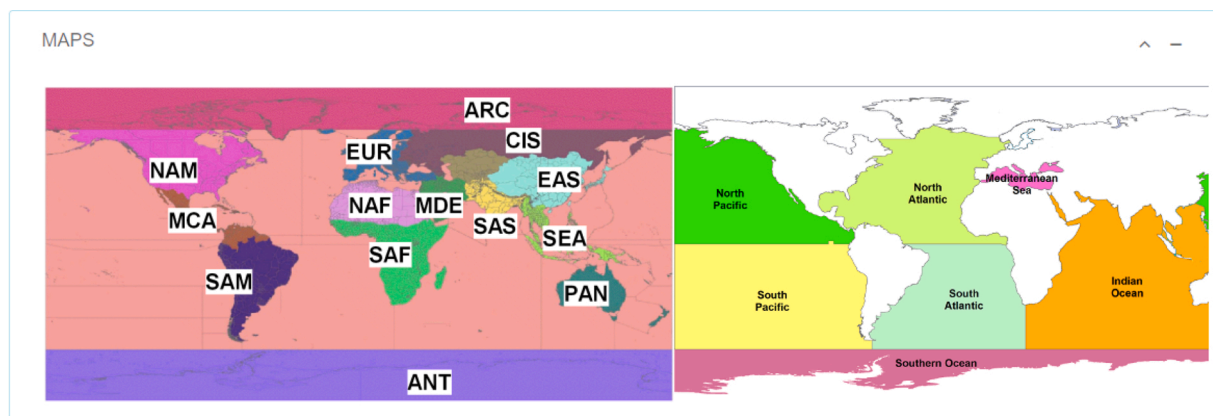 MAPS
ARC
CIS
EUR
NAM
EAS
NAF
MDE
MCA
SAS
SEA
SAF
SAM
PAN
ANT
North
Pacific
North
Atlantic
Mediterranean
Sea
South
Pacific
South
Atlantic
Indian
Ocean
Southern Ocean